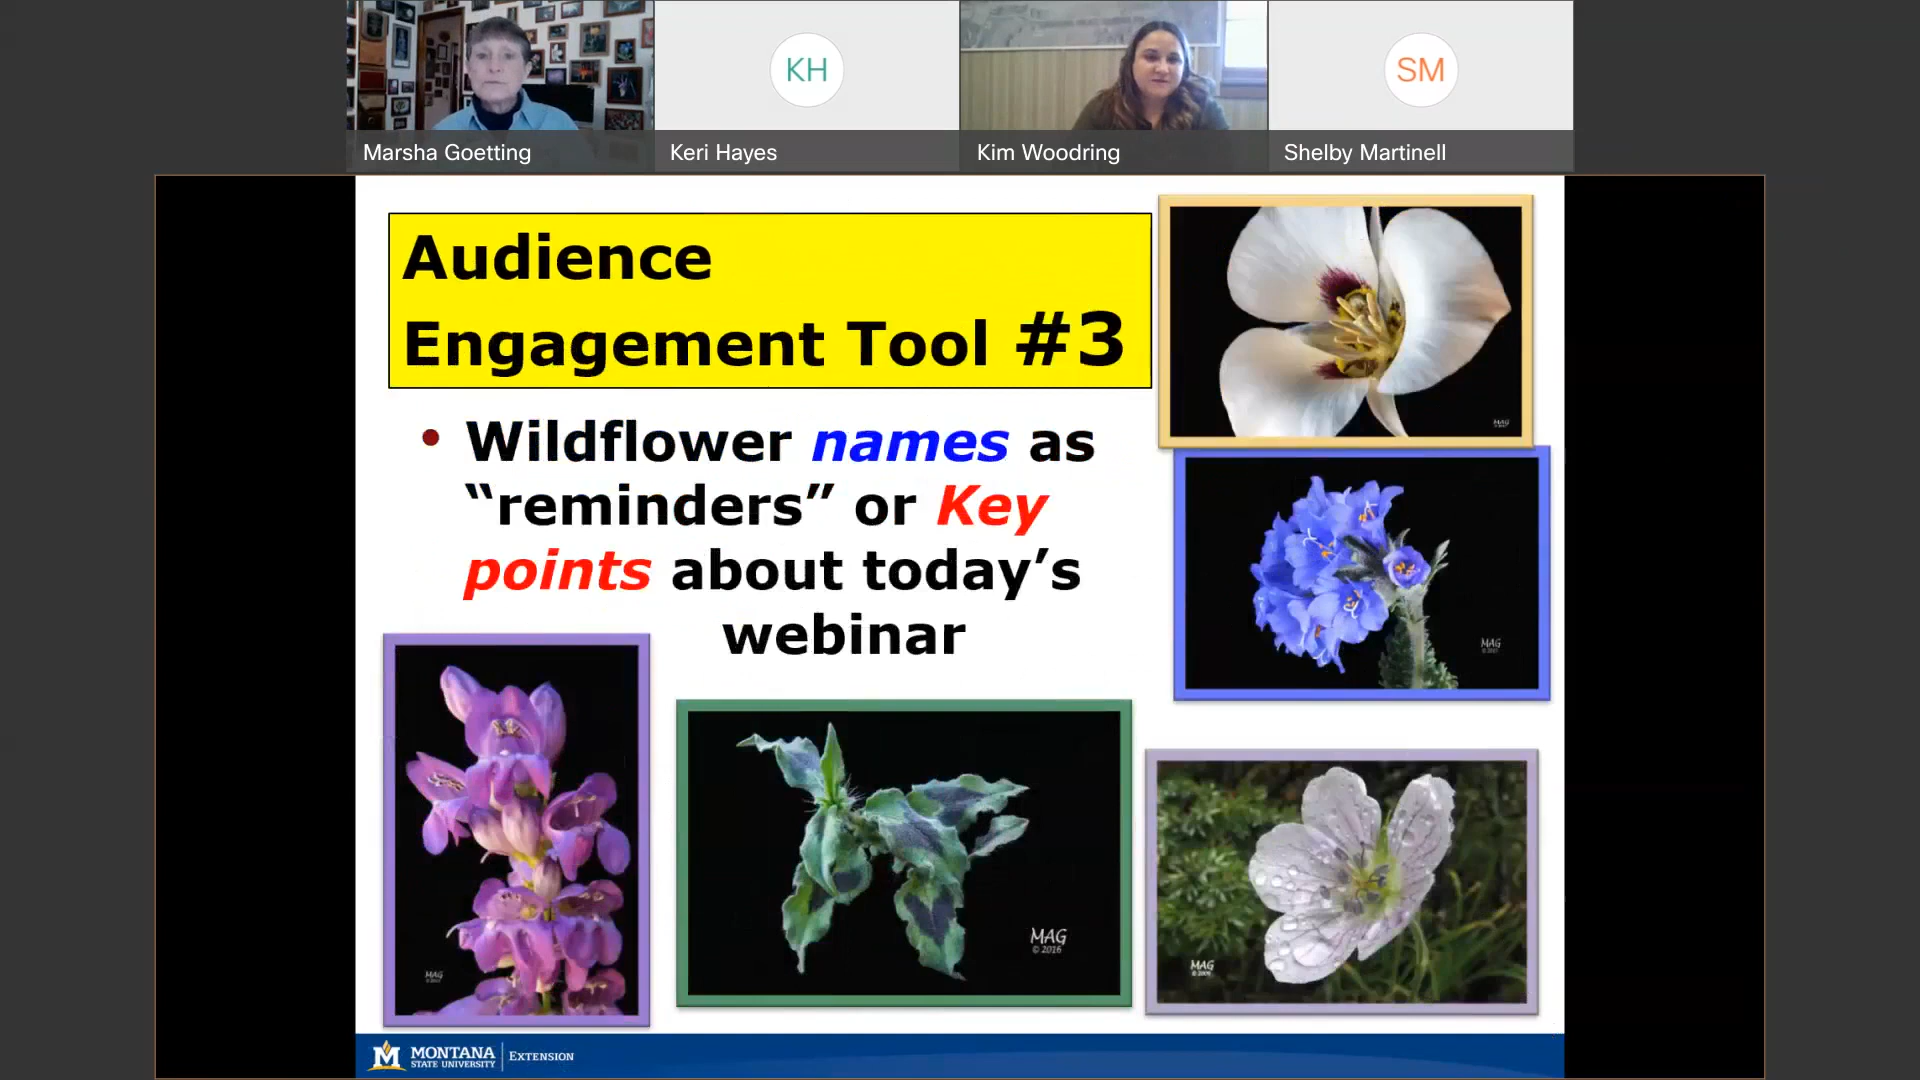 KH
SM
Marsha Goetting
Keri Hayes
Kim Woodring
Shelby Martinell
Audience
Engagement Tool #3
• Wildflower names as
“reminders” or Key
points about today’s
webinar
MAG
MAG
MAG
MAG
© 2016
MAG
MONTANA
STATE UNIVERSITY
EXTENSION